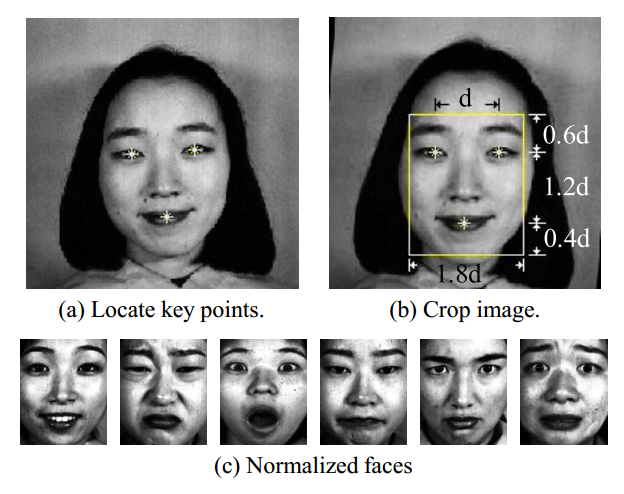 d
0.6d
1.2d
0.4d
1.8d
(a) Locate key points.
(b) Crop image.
(c) Normalized faces